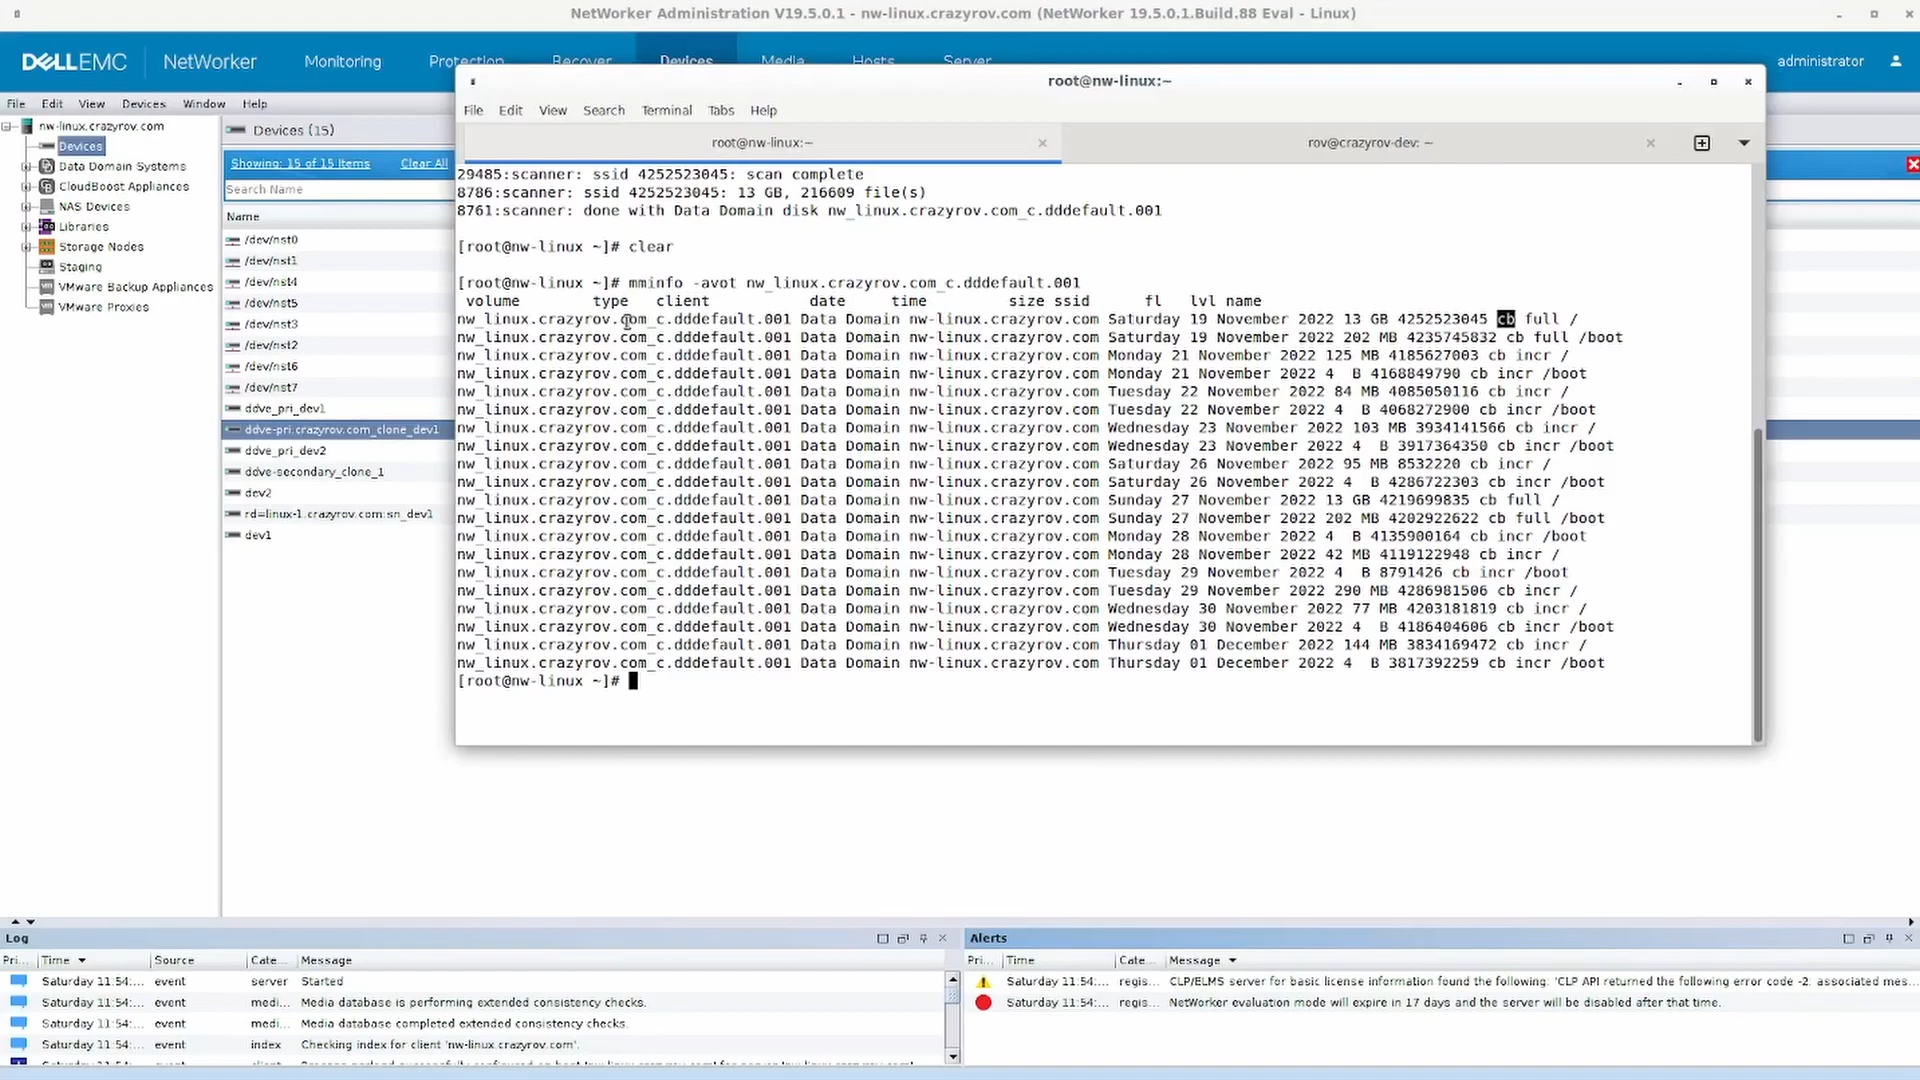 NetWorker Administration V19.5.0.1 - nw-linux.crazyrov.com (NetWorker 19.5.0.1.Build.88 Eval - Linux)
DELLEMC NetWorker Monitoring Protection Recover Devices Media Hosts Server administrator
File Edit View Devices Window Help
nw-linux.crazyrov.com
Devices
Data Domain Systems
CloudBoost Appliances
NAS Devices
Libraries
Storage Nodes
Staging
VMware Backup Appliances
VMware Proxies
Devices (15)
Showing: 15 of 15 Items Clear All
Search Name
Name
/dev/nst0
/dev/nst1
/dev/nst4
/dev/nst5
/dev/nst3
/dev/nst2
/dev/nst6
/dev/nst7
ddve_pri_dev1
ddve-pri.crazyrov.com_clone_dev1
ddve_pri_dev2
ddve-secondary_clone_1
dev2
rd=linux-1.crazyrov.com:sn_dev1
dev1
root@nw-linux:~
File Edit View Search Terminal Tabs Help
root@nw-linux:~ rov@crazyrov-dev: ~
29485:scanner: ssid 4252523045: scan complete
8786:scanner: ssid 4252523045: 13 GB, 216609 file(s)
8761:scanner: done with Data Domain disk nw_linux.crazyrov.com_c.dddefault.001
[root@nw-linux ~]# clear
[root@nw-linux ~]# mminfo -avot nw_linux.crazyrov.com_c.dddefault.001
volume type client date time size ssid fl lvl name
nw_linux.crazyrov.com_c.dddefault.001 Data Domain nw-linux.crazyrov.com Saturday 19 November 2022 13 GB 4252523045 cb full /
nw_linux.crazyrov.com_c.dddefault.001 Data Domain nw-linux.crazyrov.com Saturday 19 November 2022 202 MB 4235745832 cb full /boot
nw_linux.crazyrov.com_c.dddefault.001 Data Domain nw-linux.crazyrov.com Monday 21 November 2022 125 MB 4185627003 cb incr /
nw_linux.crazyrov.com_c.dddefault.001 Data Domain nw-linux.crazyrov.com Monday 21 November 2022 4 B 4168849790 cb incr /boot
nw_linux.crazyrov.com_c.dddefault.001 Data Domain nw-linux.crazyrov.com Tuesday 22 November 2022 84 MB 4085050116 cb incr /
nw_linux.crazyrov.com_c.dddefault.001 Data Domain nw-linux.crazyrov.com Tuesday 22 November 2022 4 B 4068272900 cb incr /boot
nw_linux.crazyrov.com_c.dddefault.001 Data Domain nw-linux.crazyrov.com Wednesday 23 November 2022 103 MB 3934141566 cb incr /
nw_linux.crazyrov.com_c.dddefault.001 Data Domain nw-linux.crazyrov.com Wednesday 23 November 2022 4 B 3917364350 cb incr /boot
nw_linux.crazyrov.com_c.dddefault.001 Data Domain nw-linux.crazyrov.com Saturday 26 November 2022 95 MB 8532220 cb incr /
nw_linux.crazyrov.com_c.dddefault.001 Data Domain nw-linux.crazyrov.com Saturday 26 November 2022 4 B 4286722303 cb incr /boot
nw_linux.crazyrov.com_c.dddefault.001 Data Domain nw-linux.crazyrov.com Sunday 27 November 2022 13 GB 4219699835 cb full /
nw_linux.crazyrov.com_c.dddefault.001 Data Domain nw-linux.crazyrov.com Sunday 27 November 2022 202 MB 4202922622 cb full /boot
nw_linux.crazyrov.com_c.dddefault.001 Data Domain nw-linux.crazyrov.com Monday 28 November 2022 4 B 4135900164 cb incr /boot
nw_linux.crazyrov.com_c.dddefault.001 Data Domain nw-linux.crazyrov.com Monday 28 November 2022 42 MB 4119122948 cb incr /
nw_linux.crazyrov.com_c.dddefault.001 Data Domain nw-linux.crazyrov.com Tuesday 29 November 2022 4 B 8791426 cb incr /boot
nw_linux.crazyrov.com_c.dddefault.001 Data Domain nw-linux.crazyrov.com Tuesday 29 November 2022 290 MB 4286981506 cb incr /
nw_linux.crazyrov.com_c.dddefault.001 Data Domain nw-linux.crazyrov.com Wednesday 30 November 2022 77 MB 4203181819 cb incr /
nw_linux.crazyrov.com_c.dddefault.001 Data Domain nw-linux.crazyrov.com Wednesday 30 November 2022 4 B 4186404606 cb incr /boot
nw_linux.crazyrov.com_c.dddefault.001 Data Domain nw-linux.crazyrov.com Thursday 01 December 2022 144 MB 3834169472 cb incr /
nw_linux.crazyrov.com_c.dddefault.001 Data Domain nw-linux.crazyrov.com Thursday 01 December 2022 4 B 3817392259 cb incr /boot
[root@nw-linux ~]#
Log
Pri... Time Source Cate... Message
Saturday 11:54:... event server Started
Saturday 11:54:... event medi... Media database is performing extended consistency checks.
Saturday 11:54:... event medi... Media database completed extended consistency checks.
Saturday 11:54:... event index Checking index for client 'nw-linux.crazyrov.com'.
Alerts
Pri... Time Cate... Message
Saturday 11:54:... regis... CLP/ELMS server for basic license information found the following: 'CLP API returned the following error code -2: associated mes...
Saturday 11:54:... regis... NetWorker evaluation mode will expire in 17 days and the server will be disabled after that time.